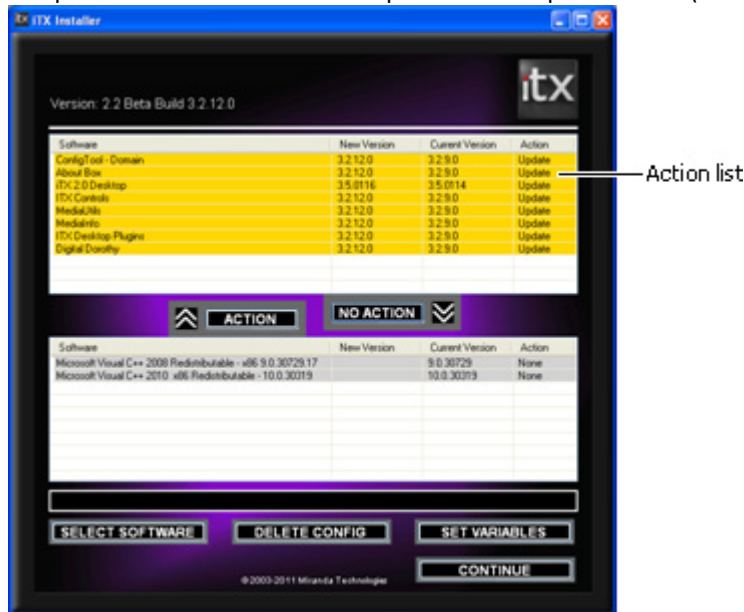 iTX Installer
itx
Version: 2.2 Beta Build 3.2.12.0
Software New Version Current Version Action
ConfigTool - Domain 3.2.12.0 3.2.9.0 Update
About Box 3.2.12.0 3.2.9.0 Update
iTX 2.0 Desktop 3.5.0116 3.5.0114 Update
ITX Controls 3.2.12.0 3.2.9.0 Update
MediaUtils 3.2.12.0 3.2.9.0 Update
MediaInfo 3.2.12.0 3.2.9.0 Update
ITX Desktop Plugins 3.2.12.0 3.2.9.0 Update
Digital Dorothy 3.2.12.0 3.2.9.0 Update
Action list
ACTION NO ACTION
Software New Version Current Version Action
Microsoft Visual C++ 2008 Redistributable - x86 9.0.30729.17 9.0.30729 None
Microsoft Visual C++ 2010 x86 Redistributable - 10.0.30319 10.0.30319 None
SELECT SOFTWARE DELETE CONFIG SET VARIABLES
CONTINUE
©2003-2011 Miranda Technologies